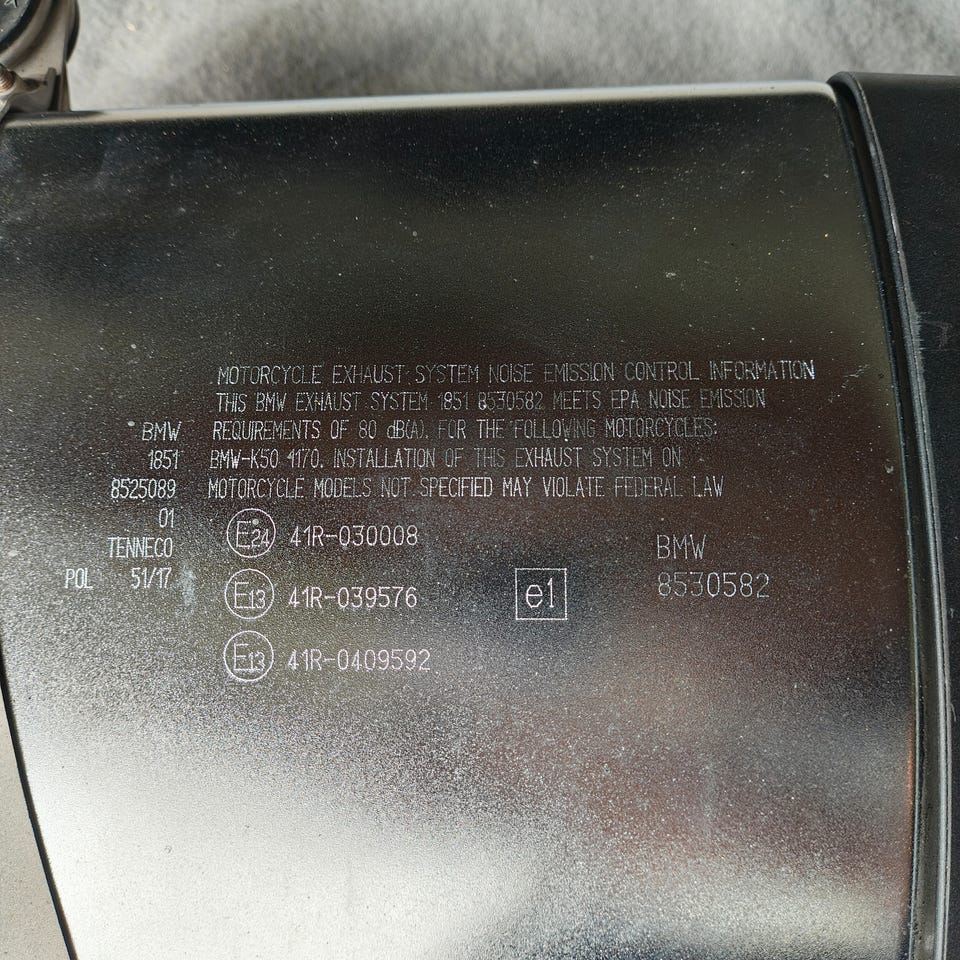 MOTORCYCLE EXHAUST SYSTEM NOISE EMISSION CONTROL INFORMATION
THIS BMW EXHAUST SYSTEM 1851 8530582 MEETS EPA NOISE EMISSION
REQUIREMENTS OF 80 dB(A). FOR THE FOLLOWING MOTORCYCLES:
BMW-K50 4170. INSTALLATION OF THIS EXHAUST SYSTEM ON
MOTORCYCLE MODELS NOT SPECIFIED MAY VIOLATE FEDERAL LAW
BMW
1851
8525089
01
TENNECO
POL 51/17
E24 41R-030008
E13 41R-039576
E13 41R-0409592
e1
BMW
8530582